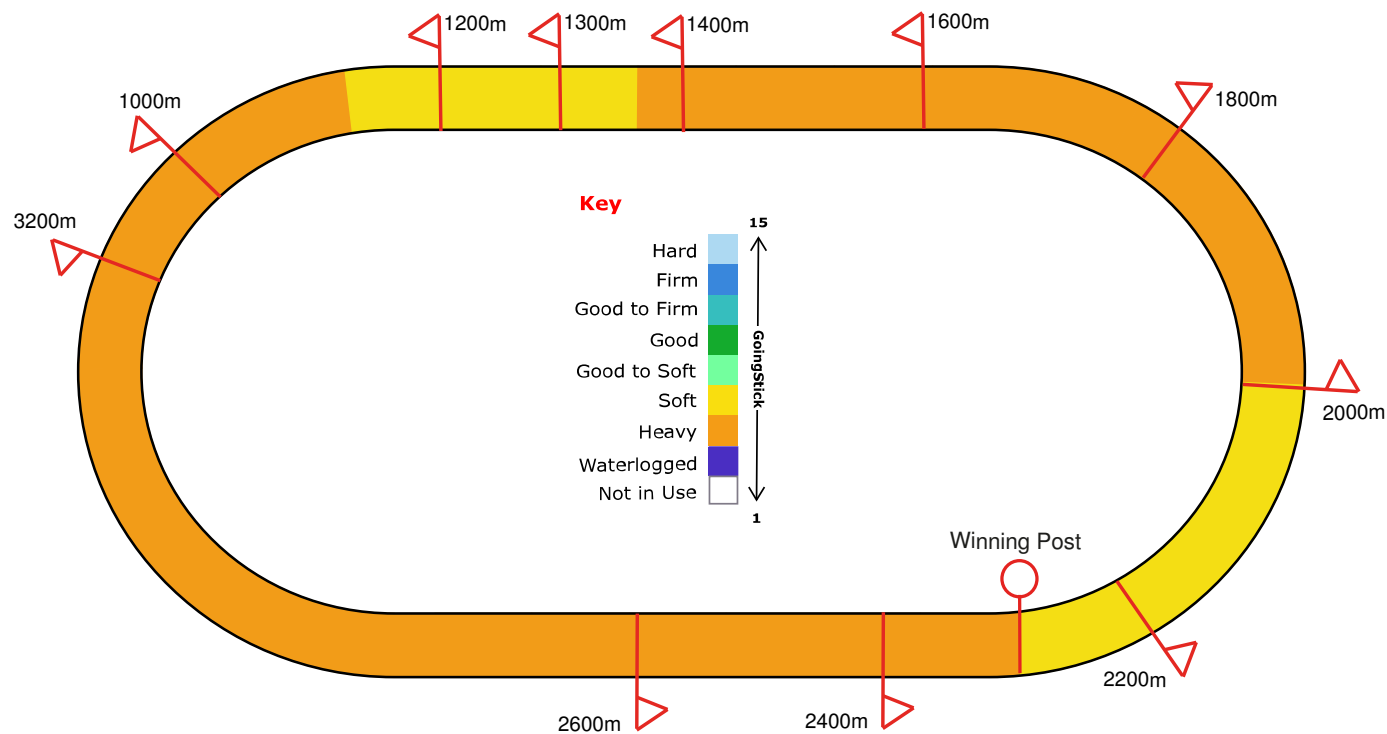 1200m
1300m
1400m
1600m
1000m
1800m
3200m
Key
15
Hard
Firm
Good to Firm
Good
Good to Soft
Soft
Heavy
Waterlogged
Not in Use
GoingStick
1
2000m
Winning Post
2200m
2600m
2400m